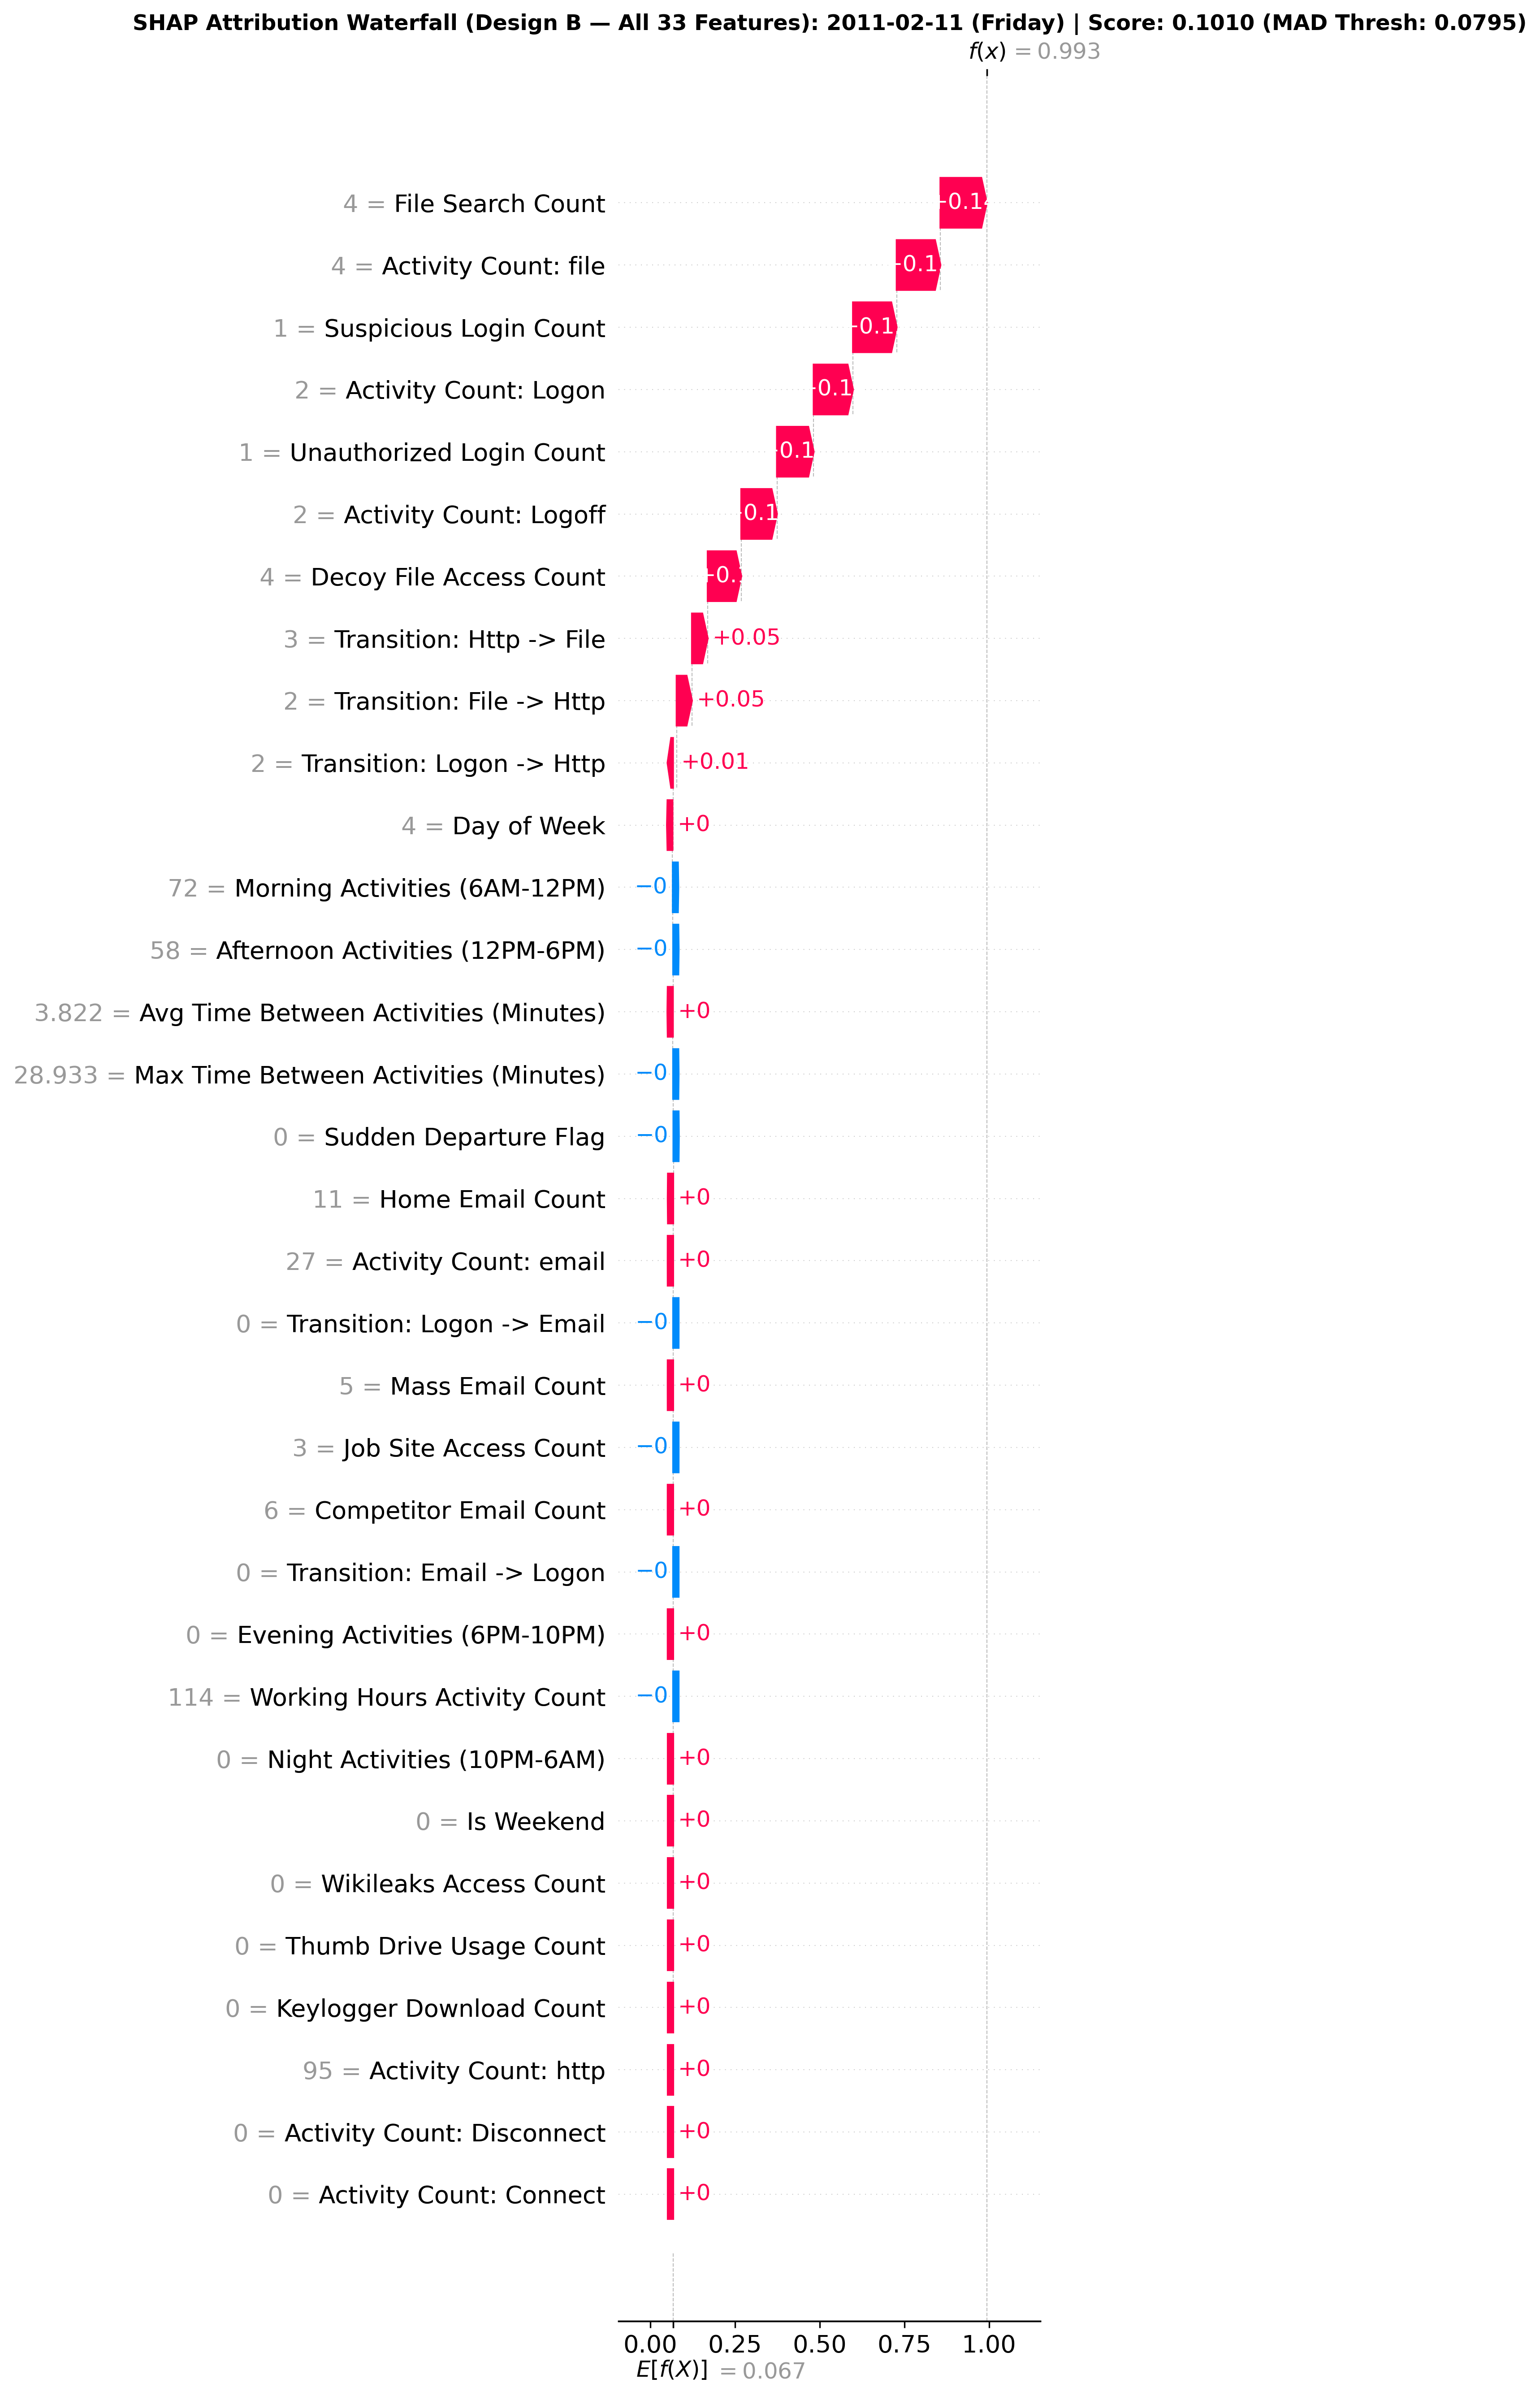 SHAP Attribution Waterfall (Design B — All 33 Features): 2011-02-11 (Friday) | Score: 0.1010 (MAD Thresh: 0.0795)
f(x) = 0.993
4 = File Search Count
4 = Activity Count: file
1 = Suspicious Login Count
2 = Activity Count: Logon
1 = Unauthorized Login Count
2 = Activity Count: Logoff
4 = Decoy File Access Count
3 = Transition: Http -> File +0.05
2 = Transition: File -> Http +0.05
2 = Transition: Logon -> Http +0.01
4 = Day of Week +0
72 = Morning Activities (6AM-12PM) −0
58 = Afternoon Activities (12PM-6PM) −0
3.822 = Avg Time Between Activities (Minutes) +0
28.933 = Max Time Between Activities (Minutes) −0
0 = Sudden Departure Flag −0
11 = Home Email Count +0
27 = Activity Count: email +0
0 = Transition: Logon -> Email −0
5 = Mass Email Count +0
3 = Job Site Access Count −0
6 = Competitor Email Count +0
0 = Transition: Email -> Logon −0
0 = Evening Activities (6PM-10PM) +0
114 = Working Hours Activity Count −0
0 = Night Activities (10PM-6AM) +0
0 = Is Weekend +0
0 = Wikileaks Access Count +0
0 = Thumb Drive Usage Count +0
0 = Keylogger Download Count +0
95 = Activity Count: http +0
0 = Activity Count: Disconnect +0
0 = Activity Count: Connect +0
0.00 0.25 0.50 0.75 1.00
E[f(X)] = 0.067